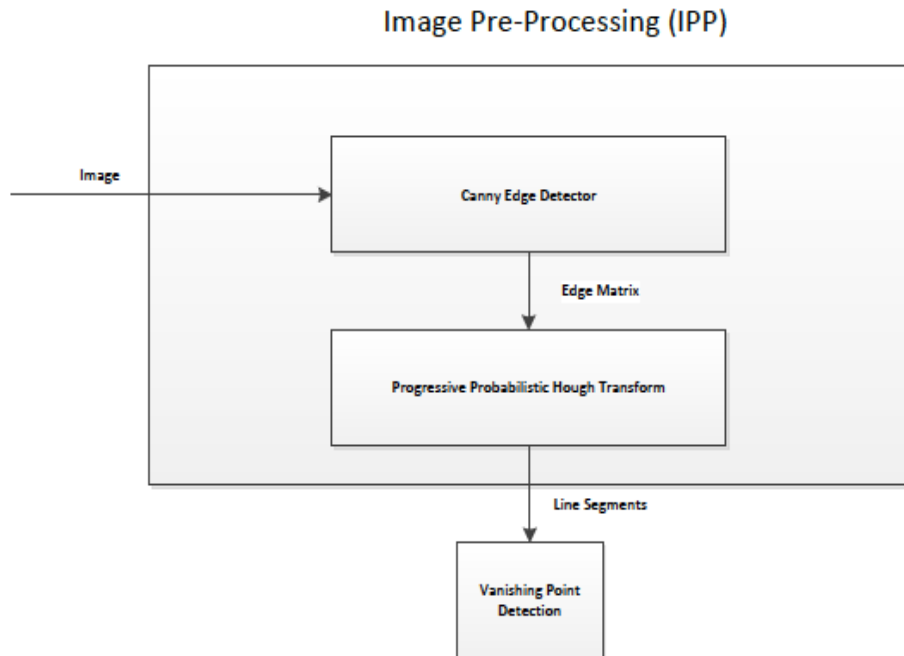 Image Pre-Processing (IPP)
Image
Canny Edge Detector
Edge Matrix
Progressive Probabilistic Hough Transform
Line Segments
Vanishing Point
Detection